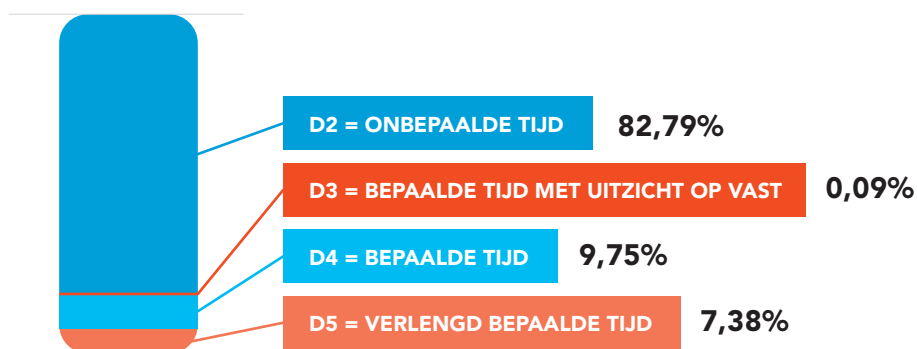 D2 = ONBEPAALDE TIJD 82,79%
D3 = BEPAALDE TIJD MET UITZICHT OP VAST 0,09%
D4 = BEPAALDE TIJD 9,75%
D5 = VERLENGD BEPAALDE TIJD 7,38%